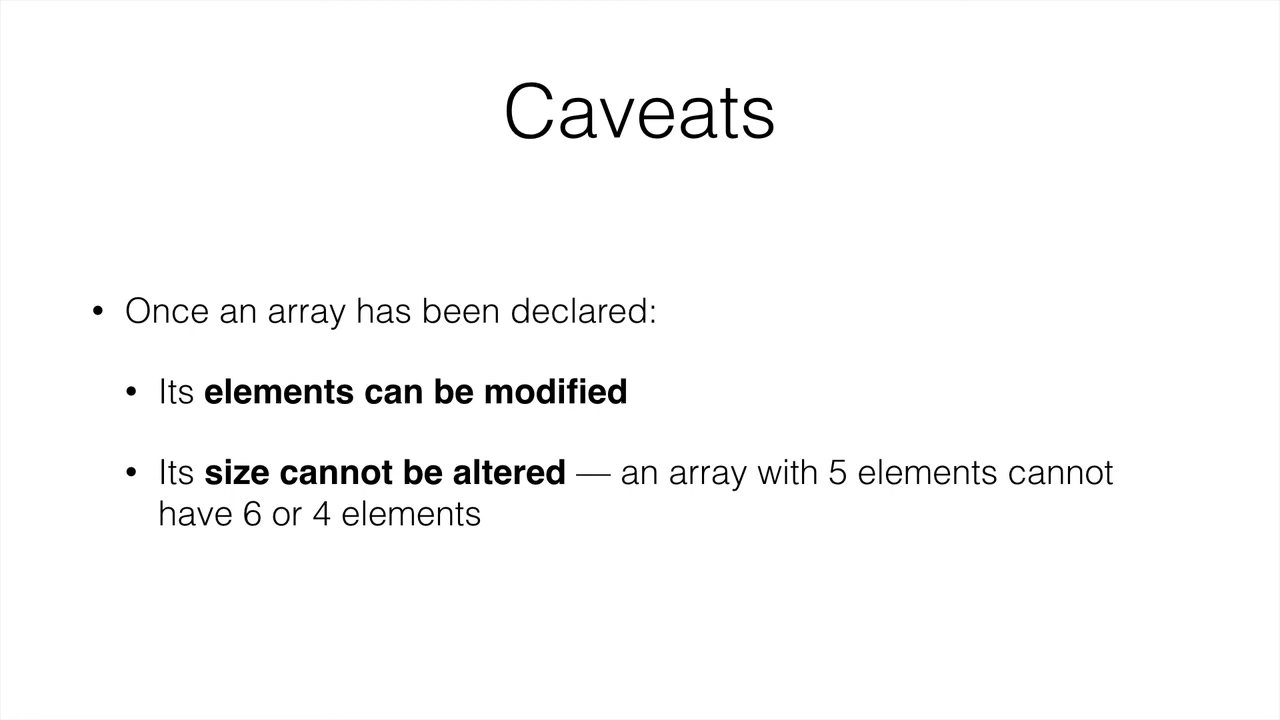 Caveats
• Once an array has been declared:
• Its elements can be modified
• Its size cannot be altered — an array with 5 elements cannot
have 6 or 4 elements